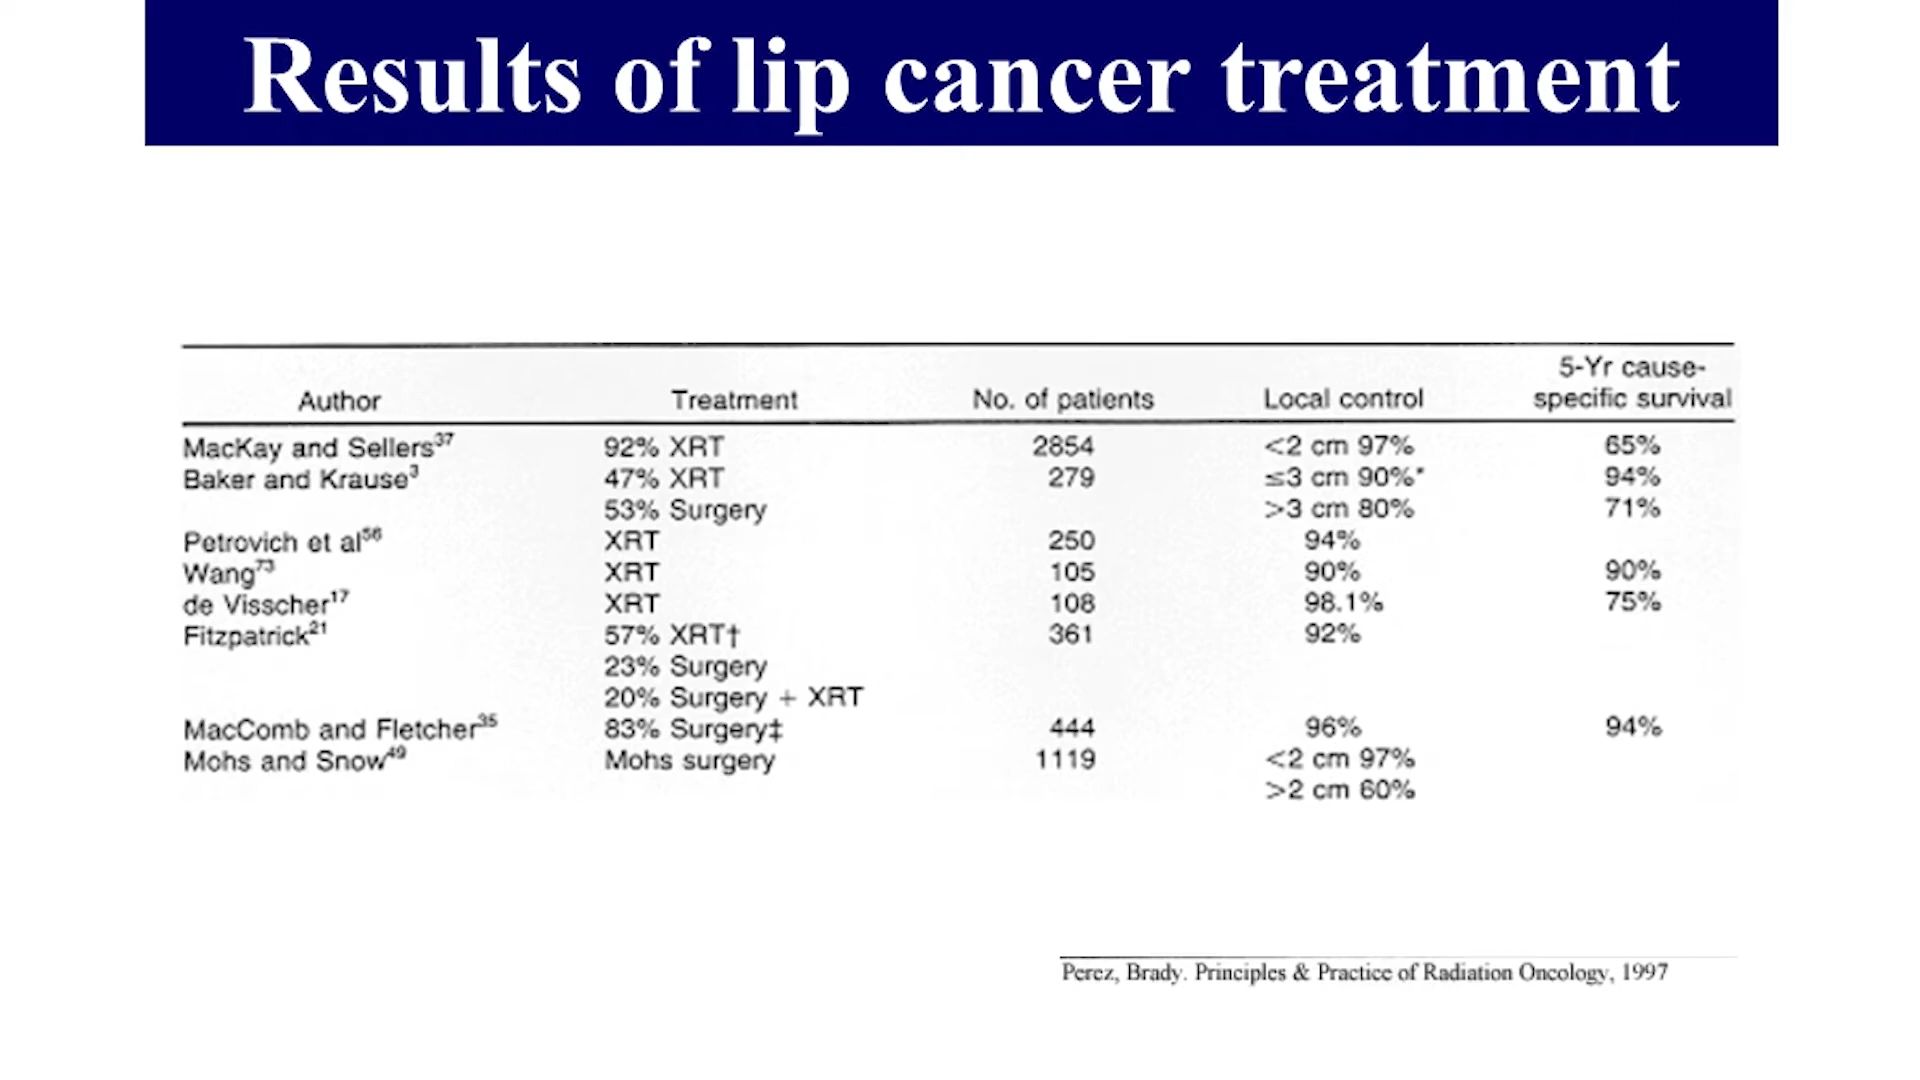 Results of lip cancer treatment
Author Treatment No. of patients Local control 5-Yr cause-specific survival
MacKay and Sellers³⁷ 92% XRT 2854 <2 cm 97% 65%
Baker and Krause³ 47% XRT 279 ≤3 cm 90%* 94%
53% Surgery >3 cm 80% 71%
Petrovich et al⁵⁶ XRT 250 94%
Wang⁷³ XRT 105 90% 90%
de Visscher¹⁷ XRT 108 98.1% 75%
Fitzpatrick²¹ 57% XRT† 361 92%
23% Surgery
20% Surgery + XRT
MacComb and Fletcher³⁵ 83% Surgery‡ 444 96% 94%
Mohs and Snow⁴⁹ Mohs surgery 1119 <2 cm 97%
>2 cm 60%
Perez, Brady. Principles & Practice of Radiation Oncology, 1997